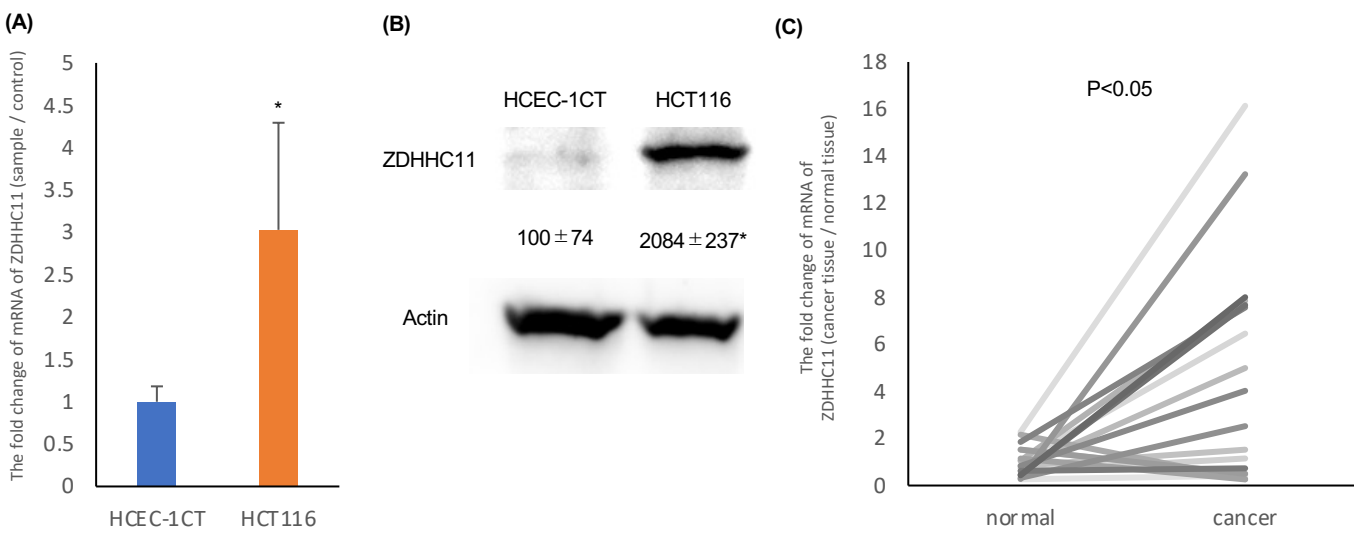 (A)
The fold change of mRNA of ZDHHC11 (sample / control)
5
4.5
4
3.5
3
2.5
2
1.5
1
0.5
0
*
HCEC-1CT
HCT116
(B)
HCEC-1CT
HCT116
ZDHHC11
100±74
2084±237*
Actin
(C)
The fold change of mRNA of
ZDHHC11 (cancer tissue / normal tissue)
18
16
14
12
10
8
6
4
2
0
P<0.05
normal
cancer